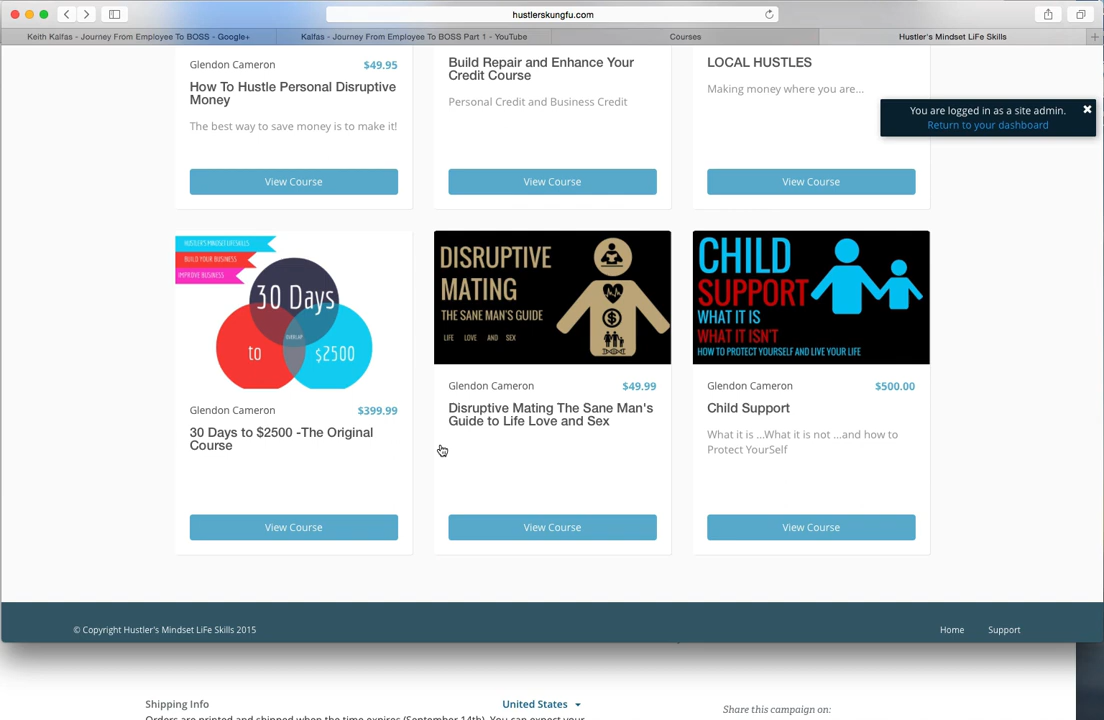 hustlerskungfu.com
Keith Kalfas - Journey From Employee To BOSS - Google+
Kalfas - Journey From Employee To BOSS Part 1 - YouTube
Courses
Hustler's Mindset LiFe Skills
You are logged in as a site admin.
Return to your dashboard
Glendon Cameron $49.95
How To Hustle Personal Disruptive
Money
The best way to save money is to make it!
View Course
Build Repair and Enhance Your
Credit Course
Personal Credit and Business Credit
View Course
LOCAL HUSTLES
Making money where you are...
View Course
HUSTLER'S MINDSET LIFE SKILLS
BUILD YOUR BUSINESS
IMPROVE BUSINESS
30 Days
to
$2500
Glendon Cameron $399.99
30 Days to $2500 -The Original
Course
View Course
DISRUPTIVE
MATING
THE SANE MAN'S GUIDE
LIFE LOVE AND SEX
Glendon Cameron $49.99
Disruptive Mating The Sane Man's
Guide to Life Love and Sex
View Course
CHILD
SUPPORT
WHAT IT IS
WHAT IT ISN'T
HOW TO PROTECT YOURSELF AND LIVE YOUR LIFE
Glendon Cameron $500.00
Child Support
What it is ...What it is not ...and how to
Protect YourSelf
View Course
© Copyright Hustler's Mindset LiFe Skills 2015
Home
Support
Shipping Info
United States
Orders are printed and shipped when the time expires (September 14th). You can expect your
Share this campaign on: